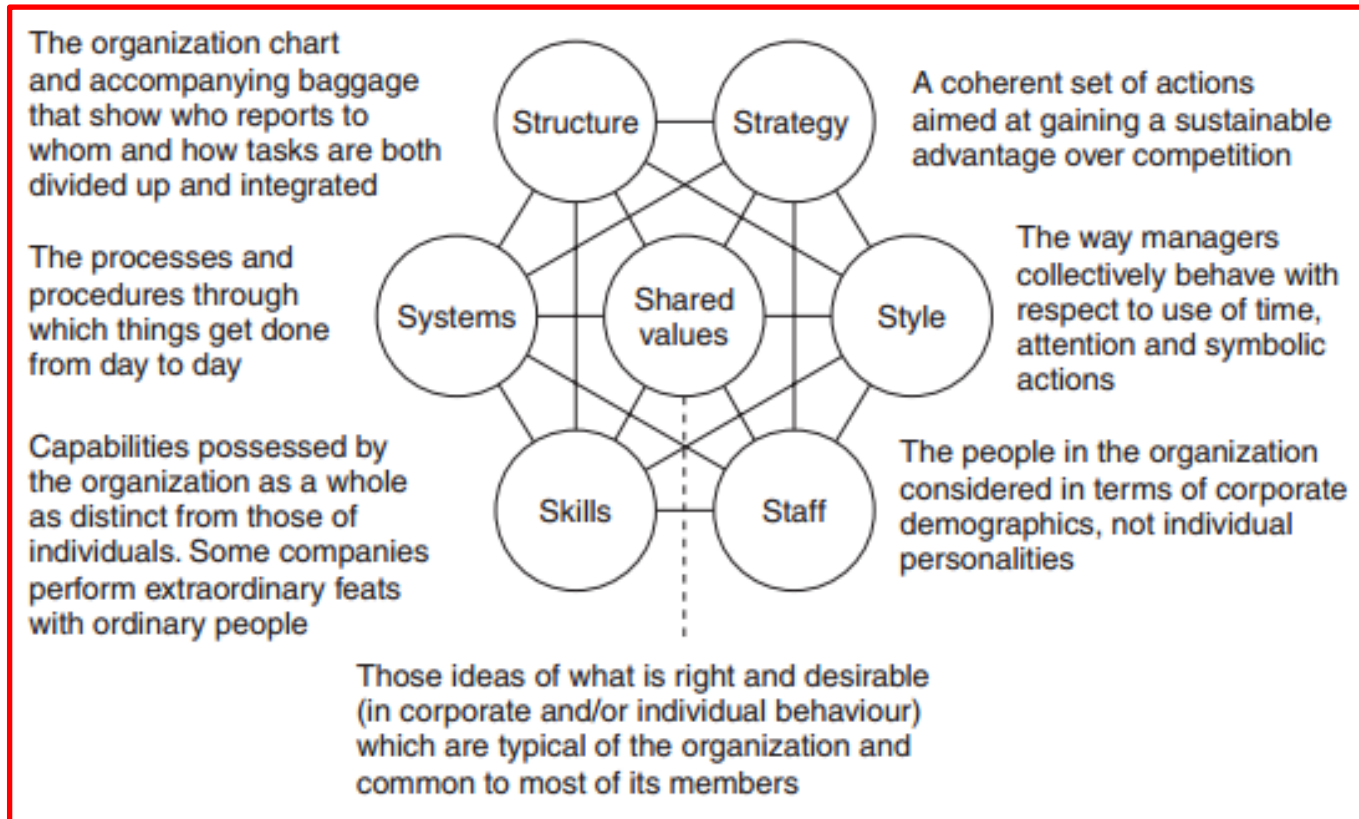 The organization chart
and accompanying baggage
that show who reports to
whom and how tasks are both
divided up and integrated
Structure
Strategy
A coherent set of actions
aimed at gaining a sustainable
advantage over competition
The processes and
procedures through
which things get done
from day to day
Systems
Shared
values
Style
The way managers
collectively behave with
respect to use of time,
attention and symbolic
actions
Capabilities possessed by
the organization as a whole
as distinct from those of
individuals. Some companies
perform extraordinary feats
with ordinary people
Skills
Staff
The people in the organization
considered in terms of corporate
demographics, not individual
personalities
Those ideas of what is right and desirable
(in corporate and/or individual behaviour)
which are typical of the organization and
common to most of its members